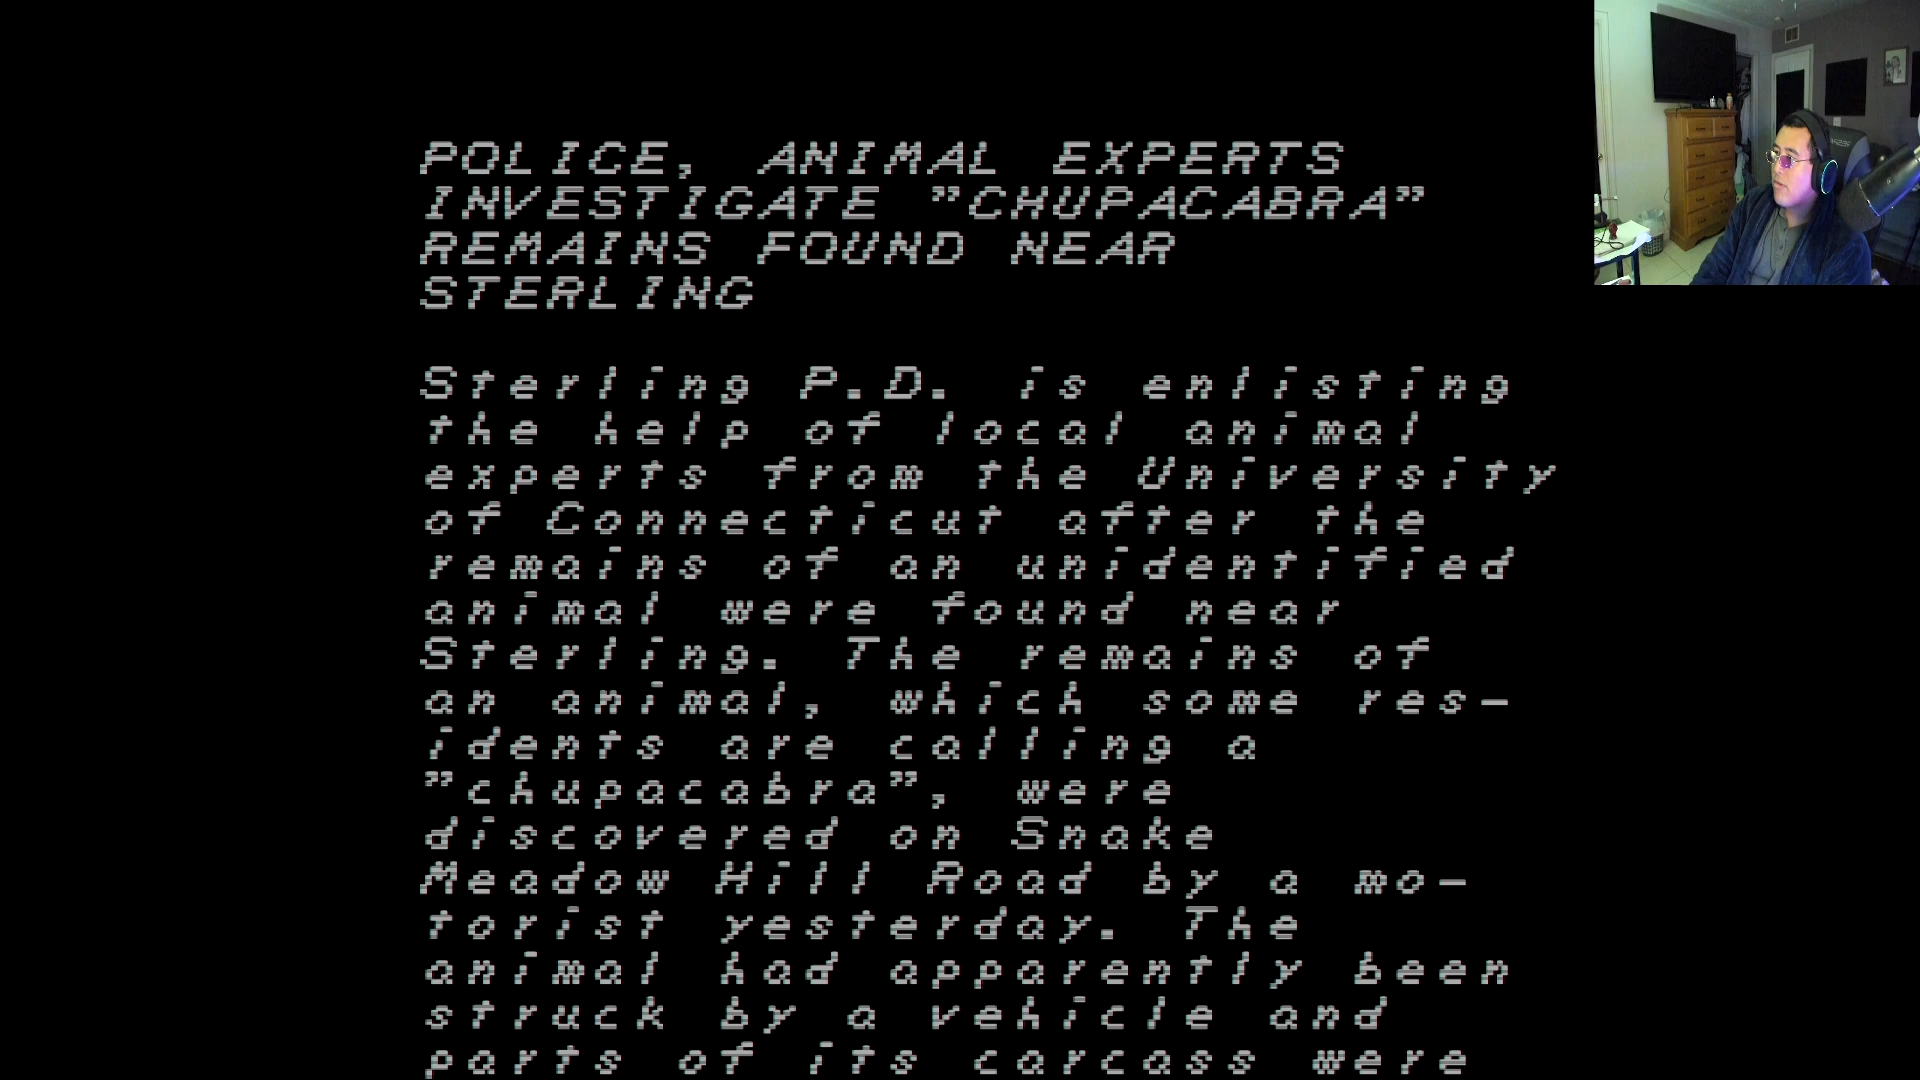 POLICE, ANIMAL EXPERTS
INVESTIGATE "CHUPACABRA"
REMAINS FOUND NEAR
STERLING
Sterling P.D. is enlisting
the help of local animal
experts from the University
of Connecticut after the
remains of an unidentified
animal were found near
Sterling. The remains of
an animal, which some res-
idents are calling a
"chupacabra", were
discovered on Snake
Meadow Hill Road by a mo-
torist yesterday. The
animal had apparently been
struck by a vehicle and
parts of its carcass were